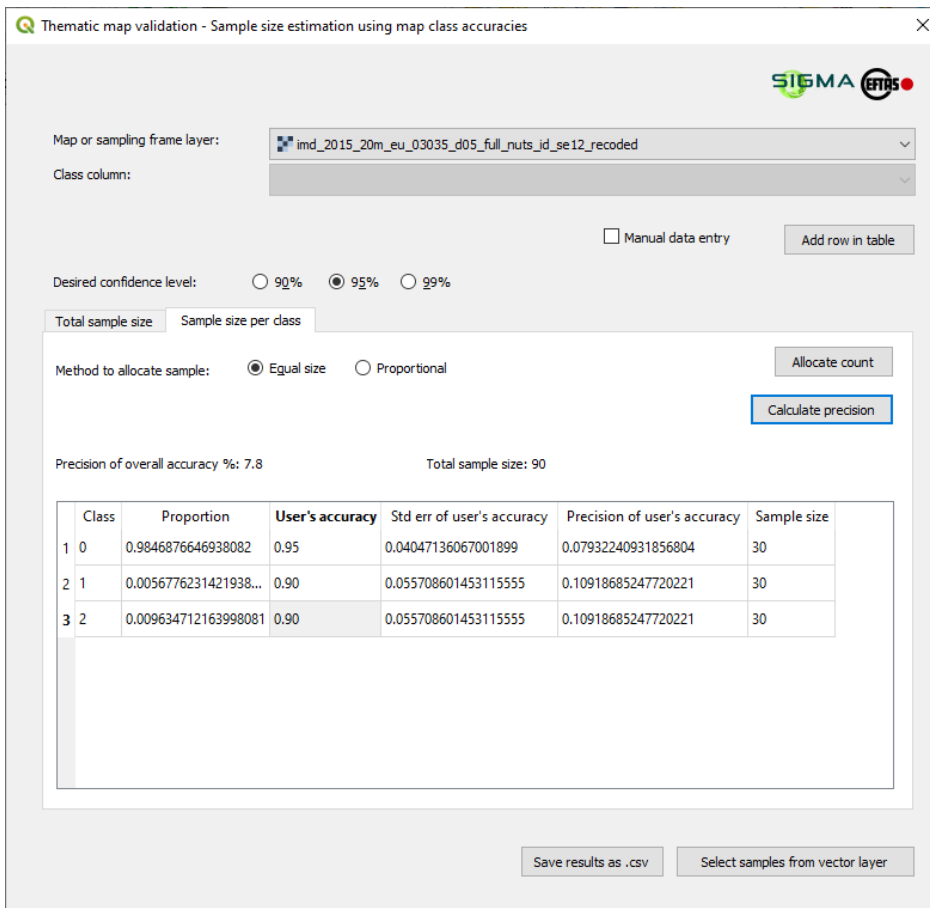 Thematic map validation - Sample size estimation using map class accuracies
SIGMA EFTAS
Map or sampling frame layer: imd_2015_20m_eu_03035_d05_full_nuts_id_se12_recoded
Class column:
Manual data entry Add row in table
Desired confidence level: 90% 95% 99%
Total sample size Sample size per class
Method to allocate sample: Equal size Proportional Allocate count
Calculate precision
Precision of overall accuracy %: 7.8 Total sample size: 90
Class Proportion User's accuracy Std err of user's accuracy Precision of user's accuracy Sample size
1 0 0.9846876646938082 0.95 0.04047136067001899 0.07932240931856804 30
2 1 0.0056776231421938... 0.90 0.055708601453115555 0.10918685247720221 30
3 2 0.009634712163998081 0.90 0.055708601453115555 0.10918685247720221 30
Save results as .csv Select samples from vector layer